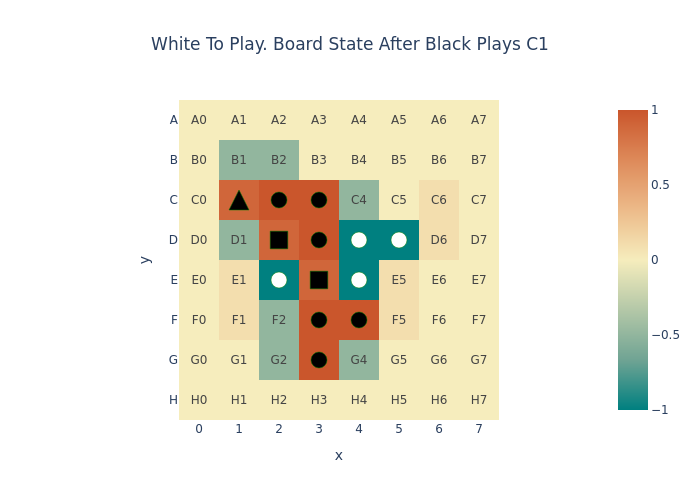 White To Play. Board State After Black Plays C1
A A0 A1 A2 A3 A4 A5 A6 A7
B B0 B1 B2 B3 B4 B5 B6 B7
C C0 C4 C5 C6 C7
D D0 D1 D6 D7
E E0 E1 E5 E6 E7
F F0 F1 F2 F5 F6 F7
G G0 G1 G2 G4 G5 G6 G7
H H0 H1 H2 H3 H4 H5 H6 H7
0 1 2 3 4 5 6 7
x
y
1
0.5
0
−0.5
−1